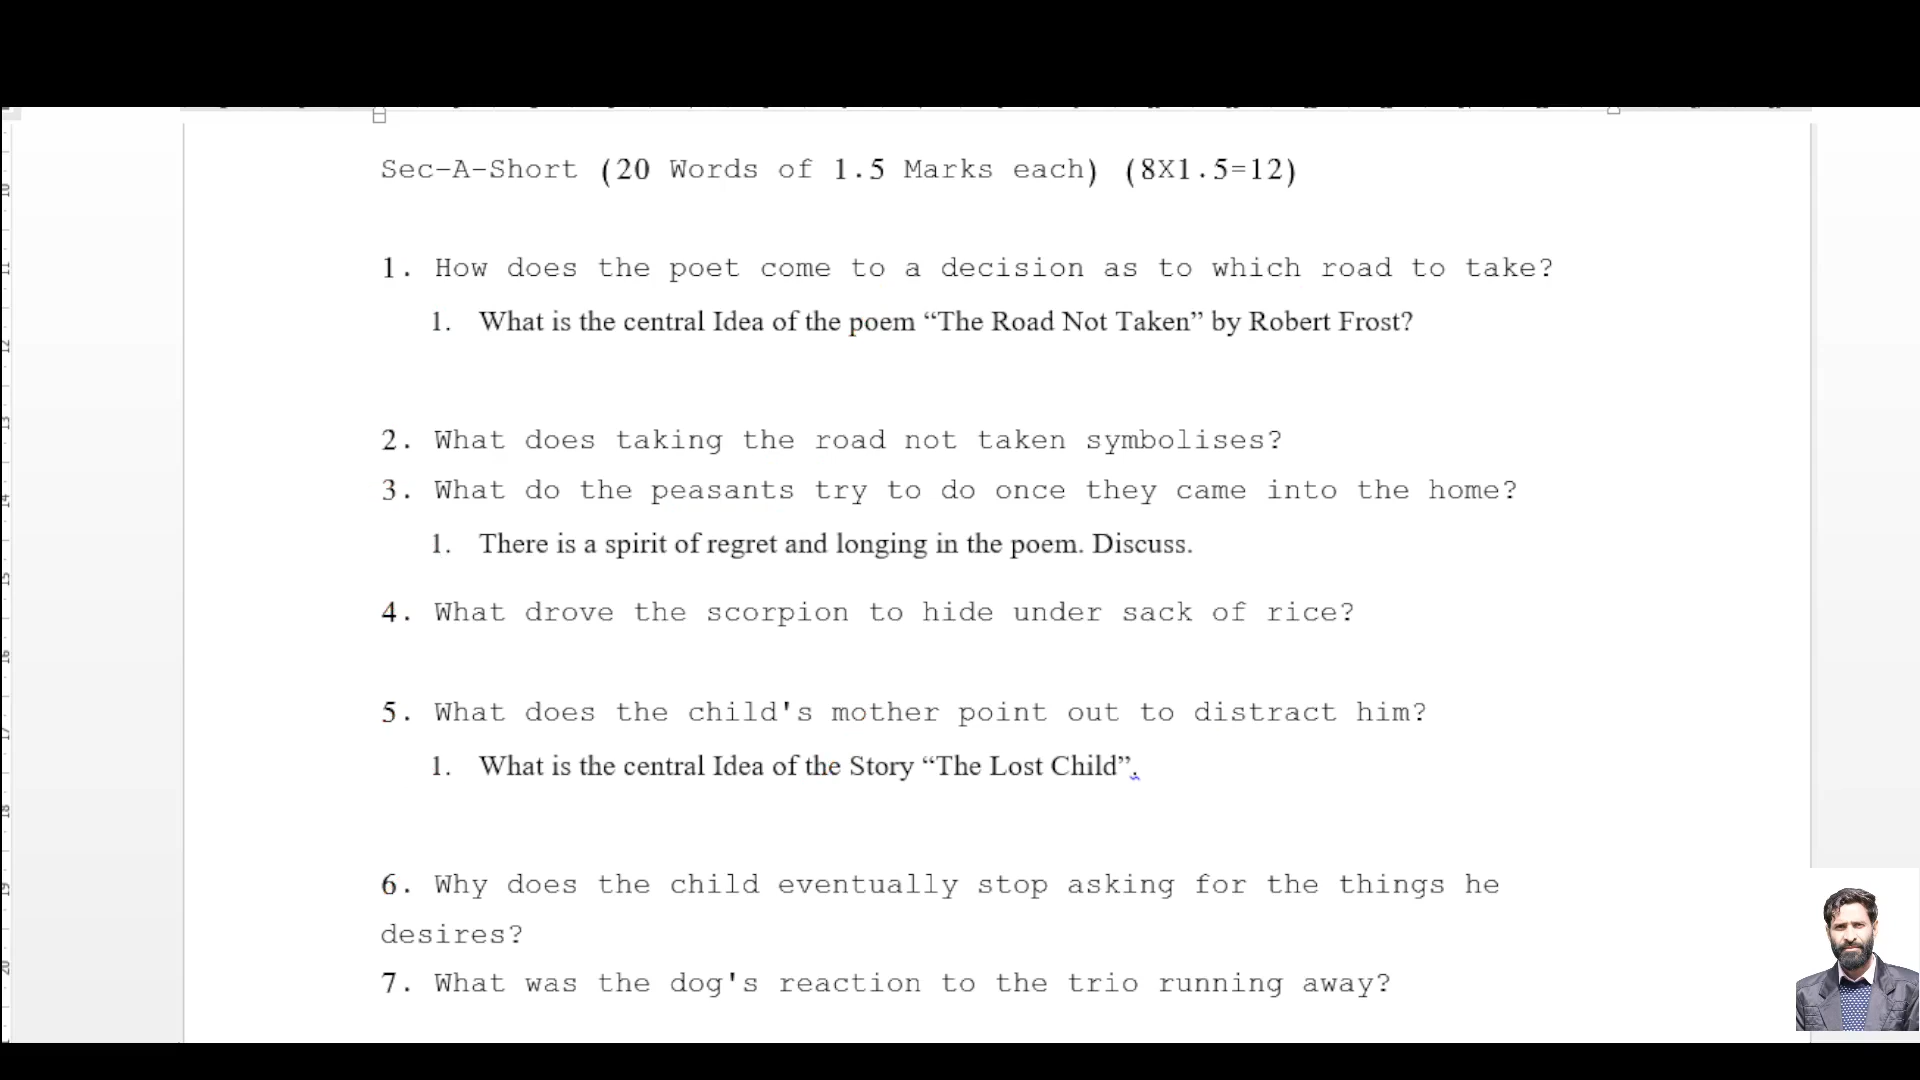 Sec-A-Short (20 Words of 1.5 Marks each) (8X1.5=12)
1. How does the poet come to a decision as to which road to take?
1. What is the central Idea of the poem “The Road Not Taken” by Robert Frost?
2. What does taking the road not taken symbolises?
3. What do the peasants try to do once they came into the home?
1. There is a spirit of regret and longing in the poem. Discuss.
4. What drove the scorpion to hide under sack of rice?
5. What does the child's mother point out to distract him?
1. What is the central Idea of the Story “The Lost Child”.
6. Why does the child eventually stop asking for the things he
desires?
7. What was the dog's reaction to the trio running away?